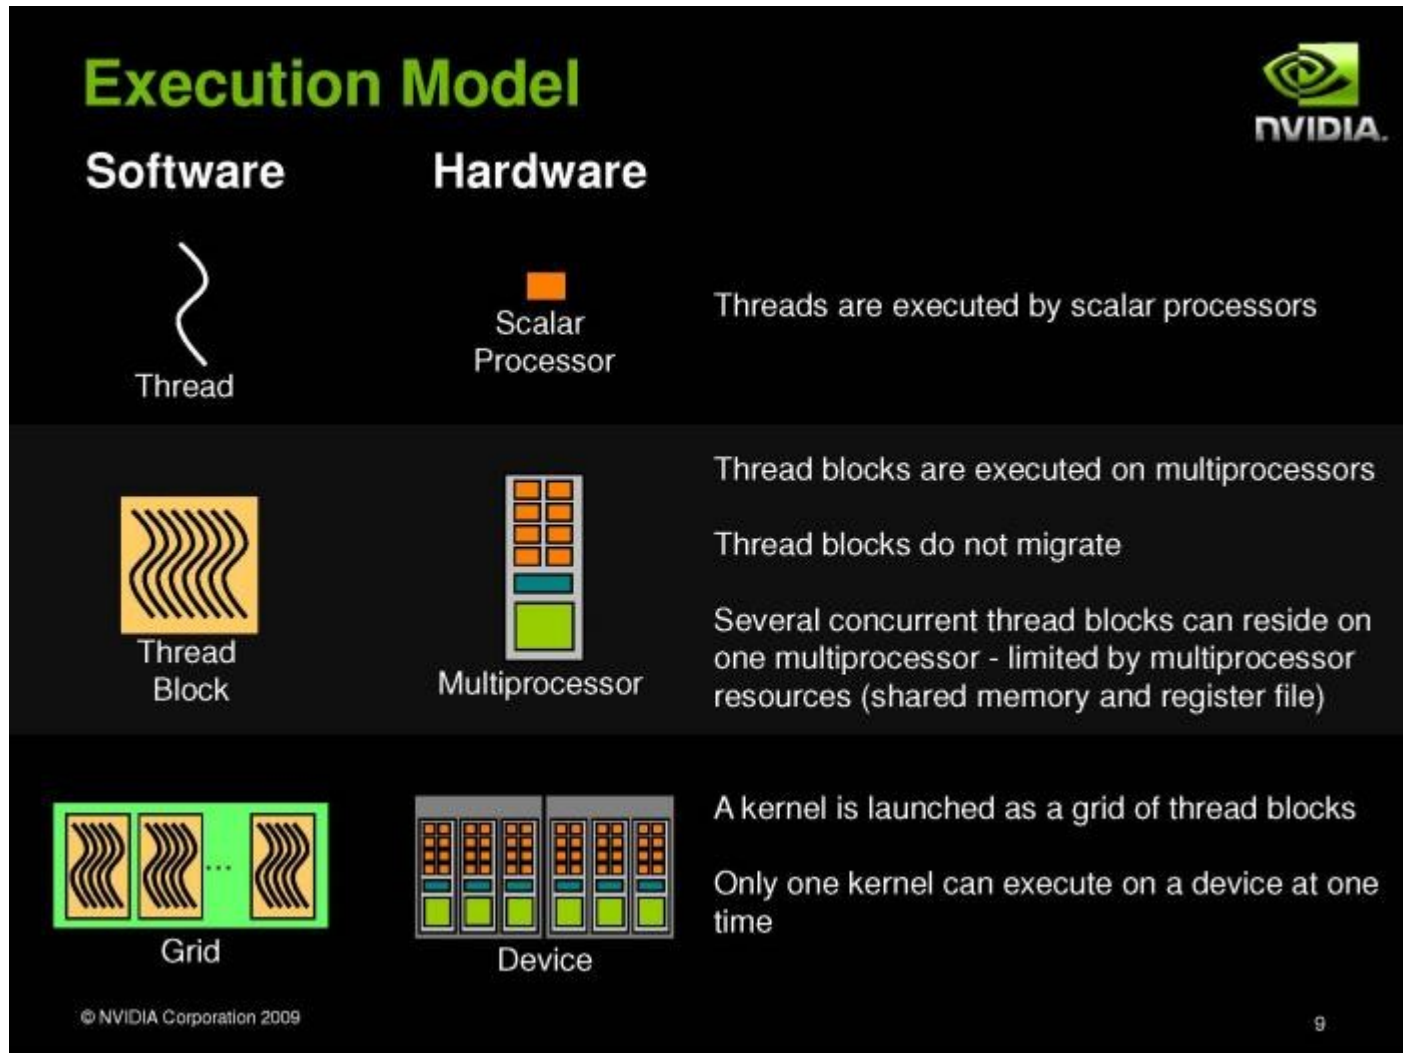 Execution Model
NVIDIA.
Software
Hardware
Thread
Scalar
Processor
Threads are executed by scalar processors
Thread
Block
Multiprocessor
Thread blocks are executed on multiprocessors
Thread blocks do not migrate
Several concurrent thread blocks can reside on
one multiprocessor - limited by multiprocessor
resources (shared memory and register file)
...
Grid
Device
A kernel is launched as a grid of thread blocks
Only one kernel can execute on a device at one
time
© NVIDIA Corporation 2009
9